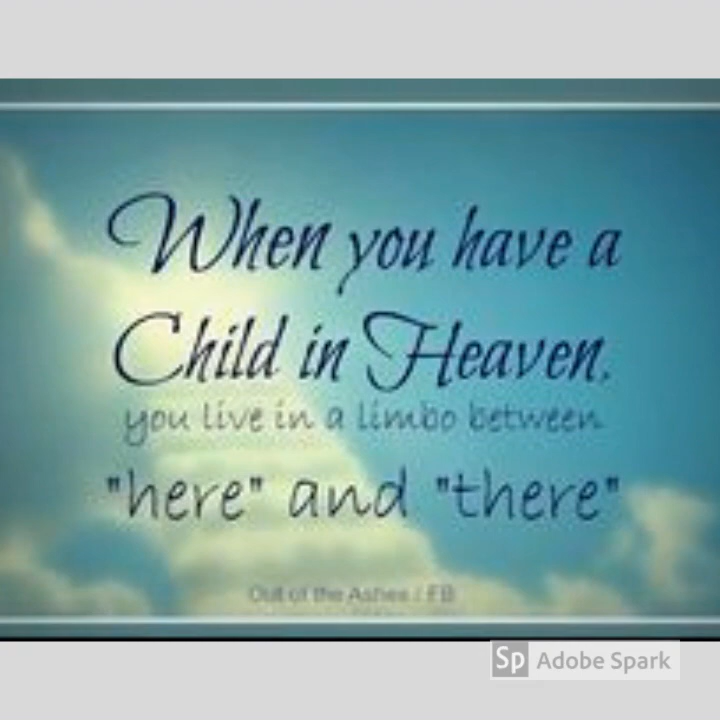 When you have a
Child in Heaven,
you live in a limbo between
"here" and "there"
Out of the Ashes / FB
Sp Adobe Spark